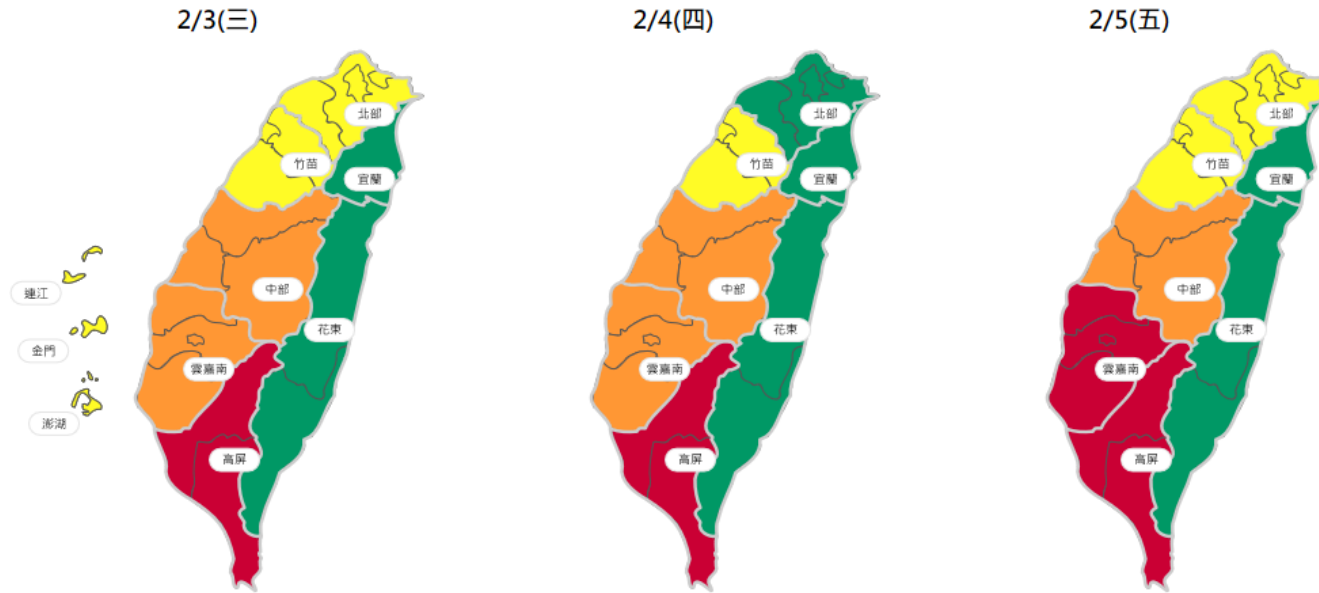 2/3(三)
2/4(四)
2/5(五)
北部
竹苗
宜蘭
中部
花東
雲嘉南
高屏
連江
金門
澎湖
北部
竹苗
宜蘭
中部
花東
雲嘉南
高屏
北部
竹苗
宜蘭
中部
花東
雲嘉南
高屏